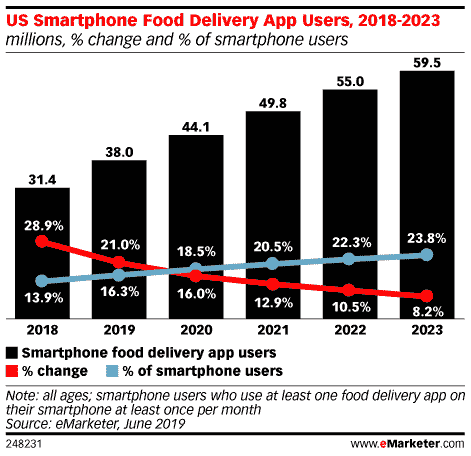 US Smartphone Food Delivery App Users, 2018-2023
millions, % change and % of smartphone users
59.5
55.0
49.8
44.1
38.0
31.4
28.9%
21.0%
18.5%
20.5%
22.3%
23.8%
13.9%
16.3%
16.0%
12.9%
10.5%
8.2%
2018 2019 2020 2021 2022 2023
Smartphone food delivery app users
% change % of smartphone users
Note: all ages; smartphone users who use at least one food delivery app on
their smartphone at least once per month
Source: eMarketer, June 2019
248231 www.eMarketer.com